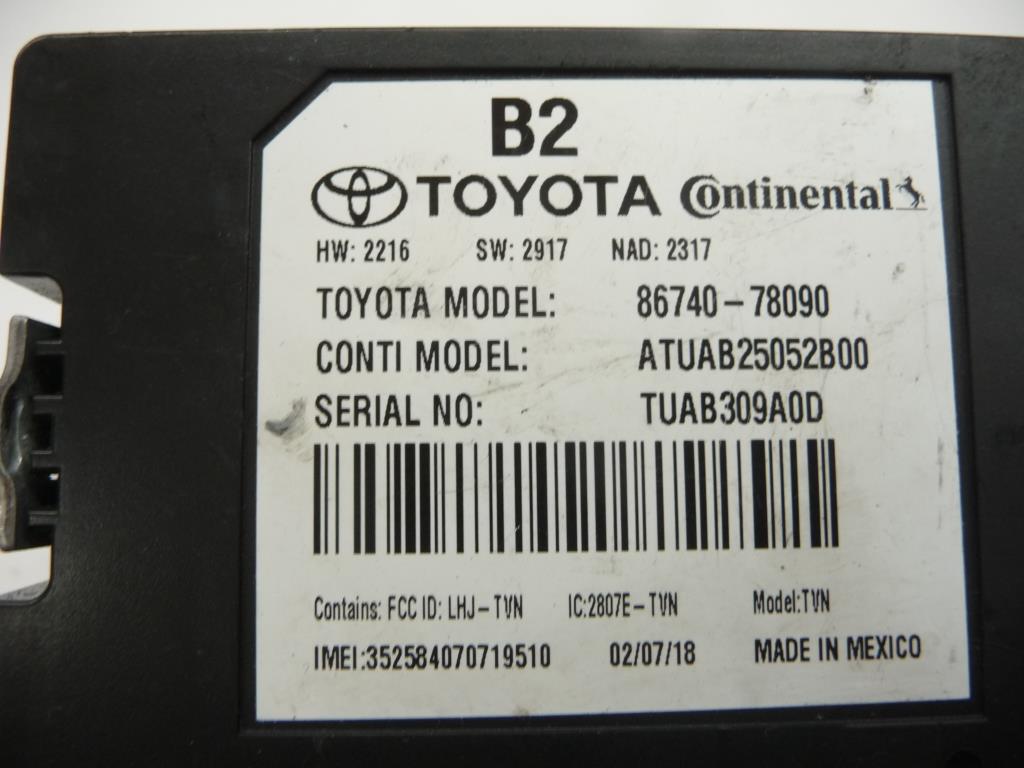 B2
TOYOTA Continental
HW: 2216 SW: 2917 NAD: 2317
TOYOTA MODEL: 86740-78090
CONTI MODEL: ATUAB25052B00
SERIAL NO: TUAB309A0D
Contains: FCC ID: LHJ-TVN IC:2807E-TVN Model:TVN
IMEI:352584070719510 02/07/18 MADE IN MEXICO